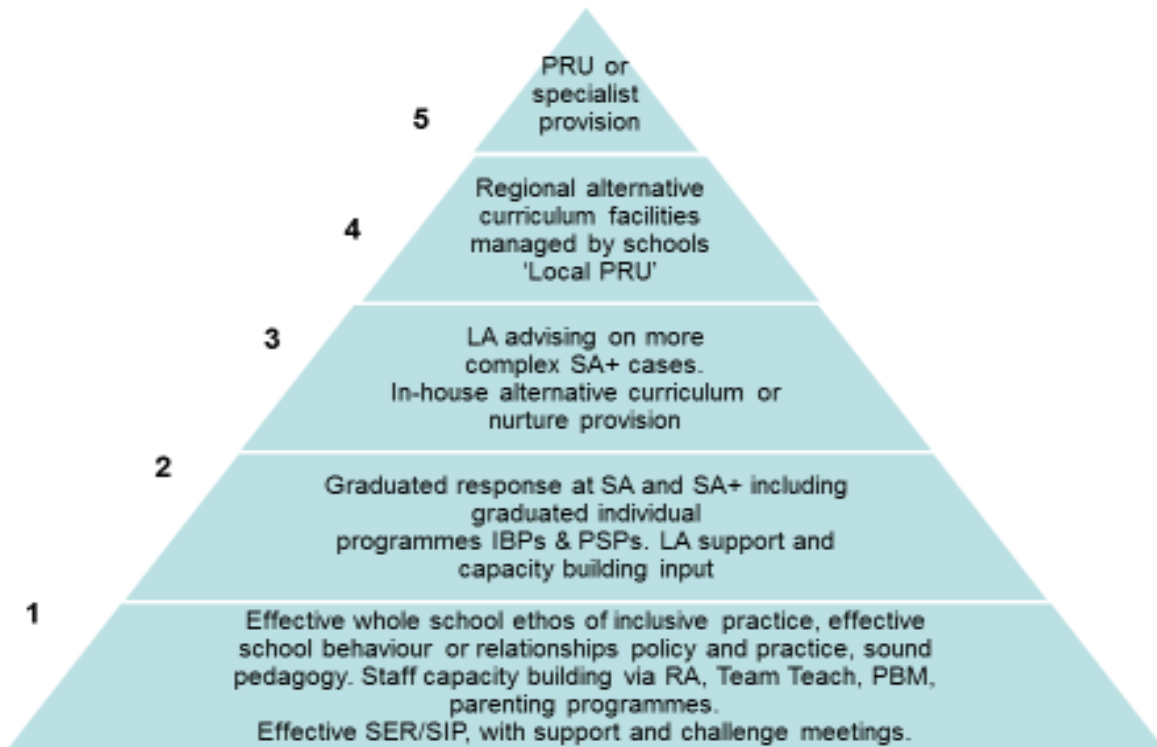 PRU or
specialist
provision
5
Regional alternative
curriculum facilities
managed by schools
'Local PRU'
4
LA advising on more
complex SA+ cases.
In-house alternative curriculum or
nurture provision
3
Graduated response at SA and SA+ including
graduated individual
programmes IBPs & PSPs. LA support and
capacity building input
2
Effective whole school ethos of inclusive practice, effective
school behaviour or relationships policy and practice, sound
pedagogy. Staff capacity building via RA, Team Teach, PBM,
parenting programmes.
Effective SER/SIP, with support and challenge meetings.
1